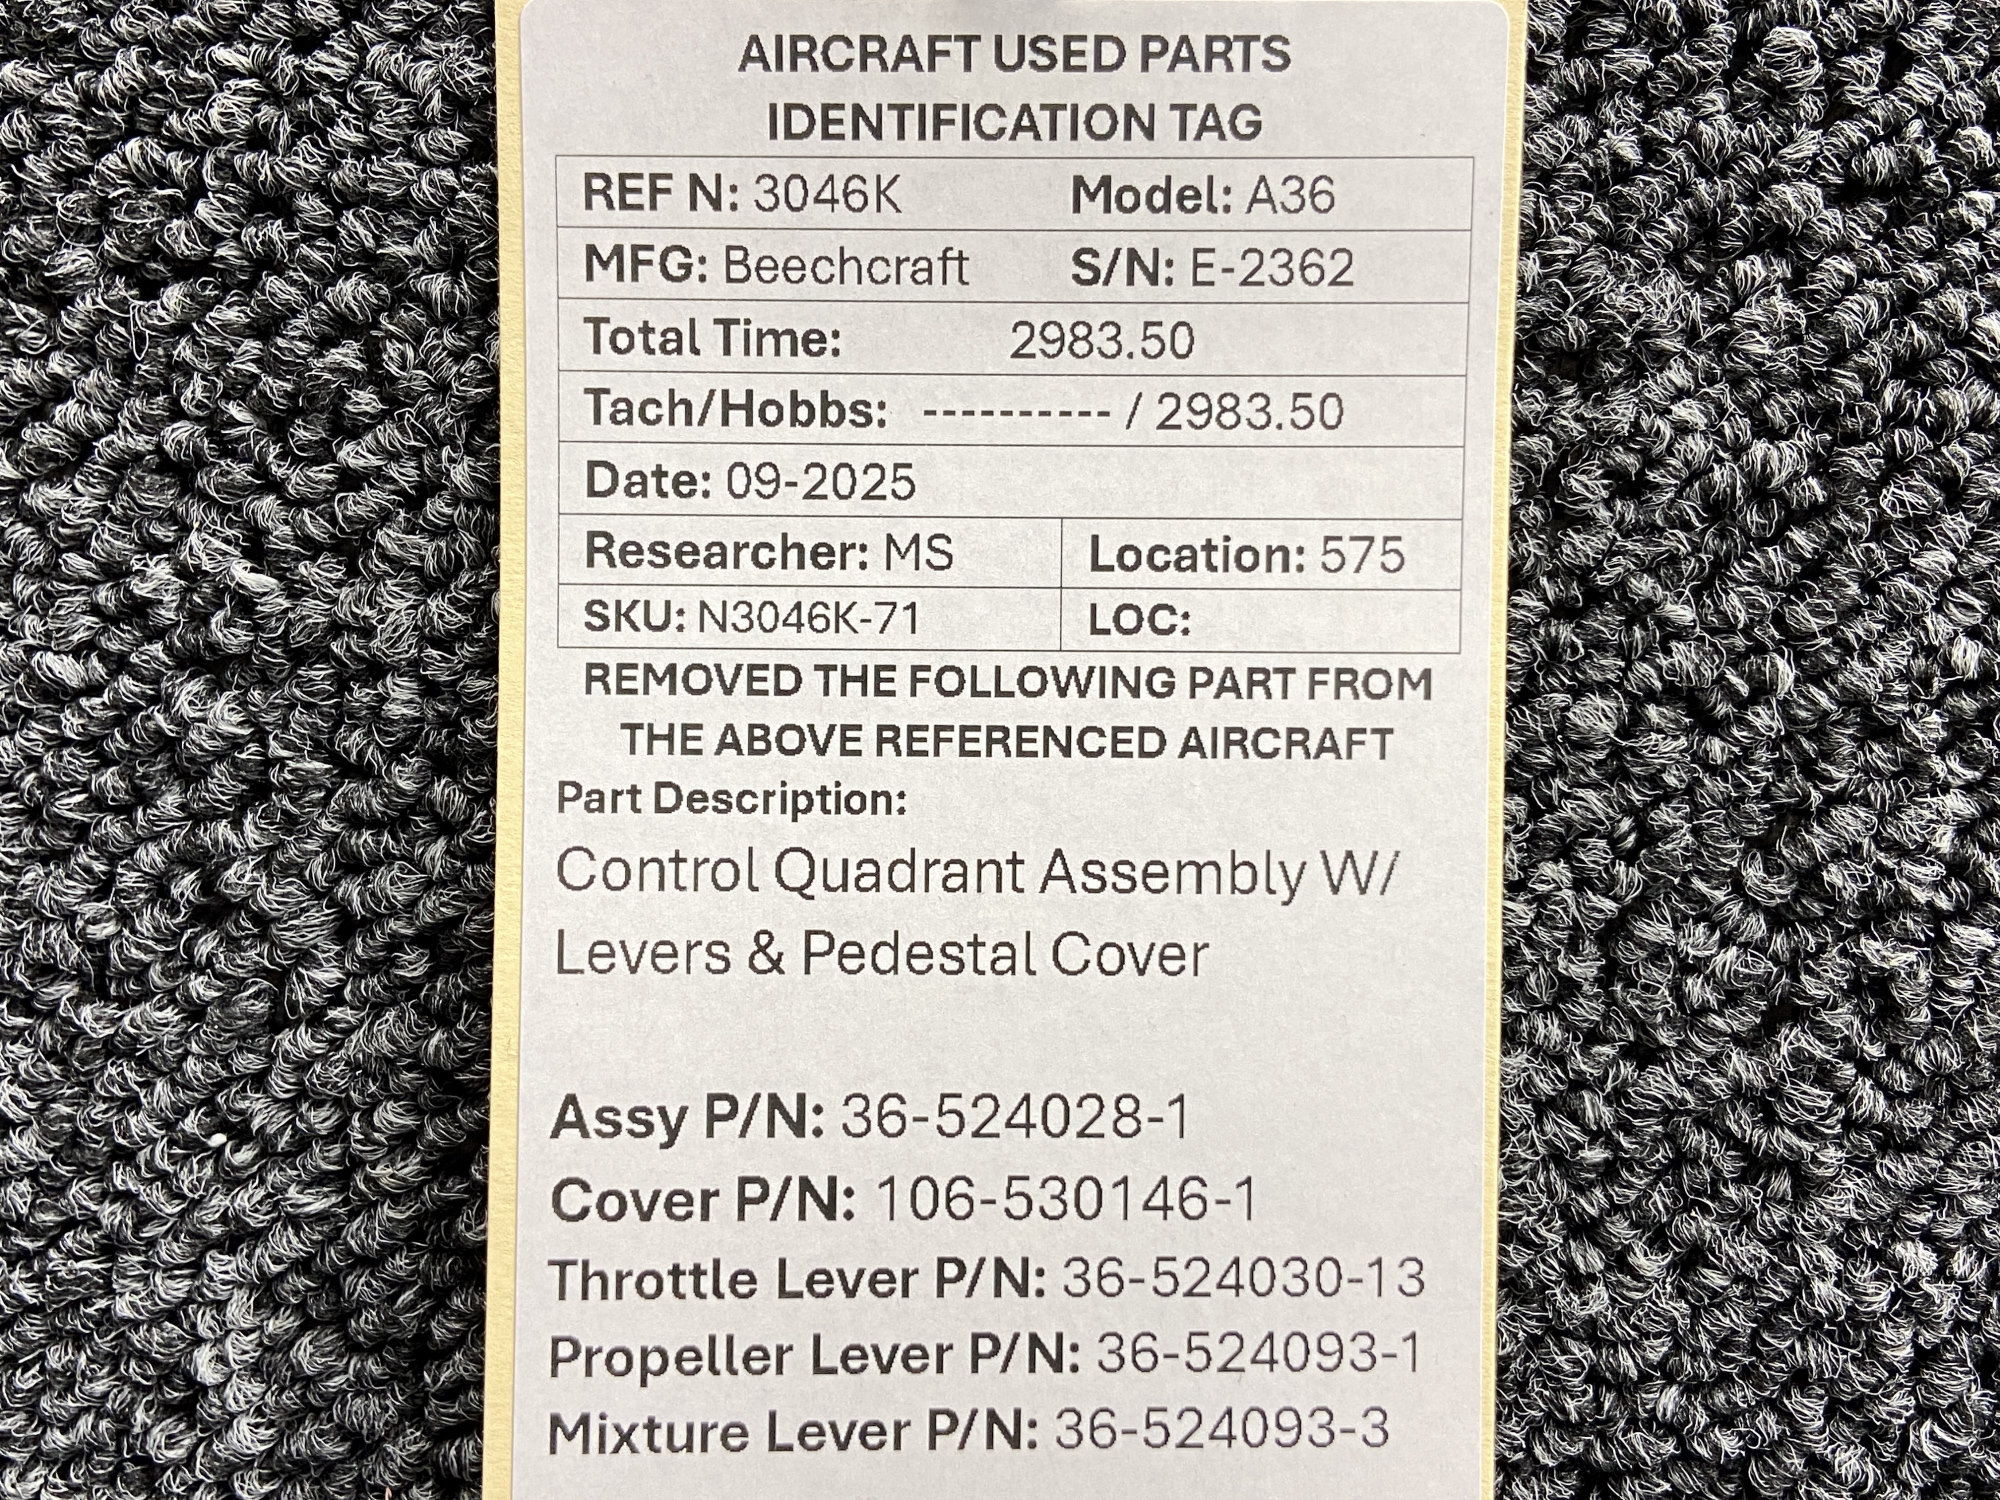 AIRCRAFT USED PARTS
IDENTIFICATION TAG
REF N: 3046K Model: A36
MFG: Beechcraft S/N: E-2362
Total Time: 2983.50
Tach/Hobbs: ---------- / 2983.50
Date: 09-2025
Researcher: MS Location: 575
SKU: N3046K-71 LOC:
REMOVED THE FOLLOWING PART FROM
THE ABOVE REFERENCED AIRCRAFT
Part Description:
Control Quadrant Assembly W/
Levers & Pedestal Cover
Assy P/N: 36-524028-1
Cover P/N: 106-530146-1
Throttle Lever P/N: 36-524030-13
Propeller Lever P/N: 36-524093-1
Mixture Lever P/N: 36-524093-3